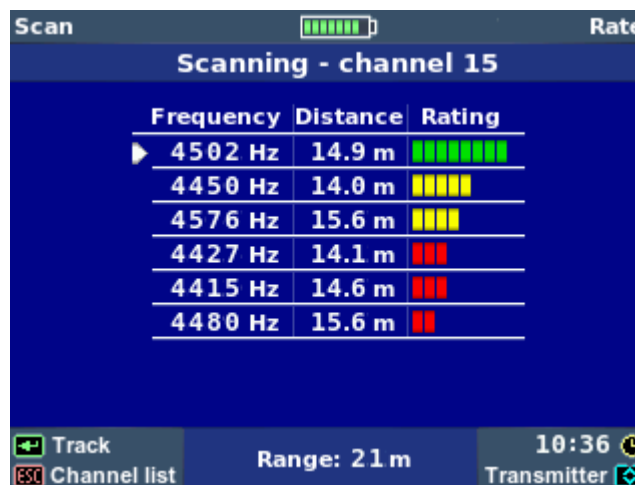 Scan Rate
Scanning - channel 15
Frequency Distance Rating
4502 Hz 14.9 m
4450 Hz 14.0 m
4576 Hz 15.6 m
4427 Hz 14.1 m
4415 Hz 14.6 m
4480 Hz 15.6 m
Track
ESC Channel list
Range: 21 m
10:36
Transmitter